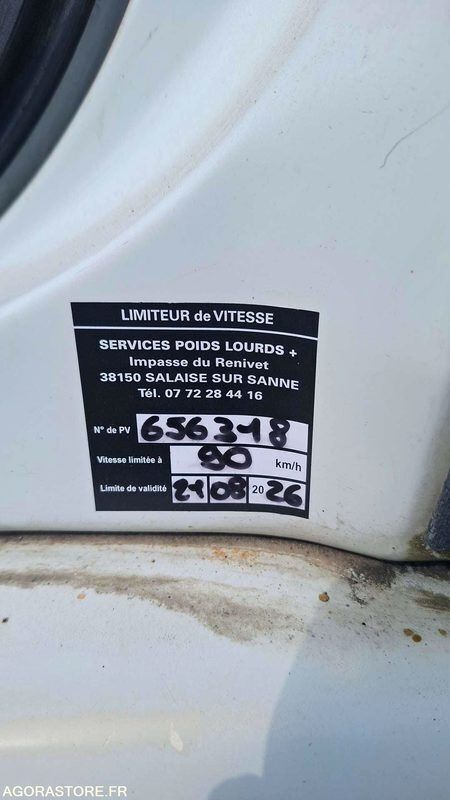 LIMITEUR de VITESSE
SERVICES POIDS LOURDS +
Impasse du Renivet
38150 SALAISE SUR SANNE
Tél. 07 72 28 44 16
N° de PV 656318
Vitesse limitée à 90 km/h
Limite de validité 21 08 20 26
AGORASTORE.FR